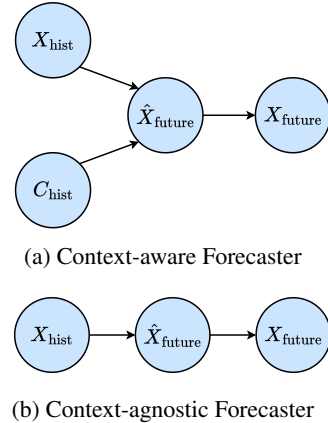 X_hist
X̂_future
X_future
C_hist
(a) Context-aware Forecaster
X_hist
X̂_future
X_future
(b) Context-agnostic Forecaster